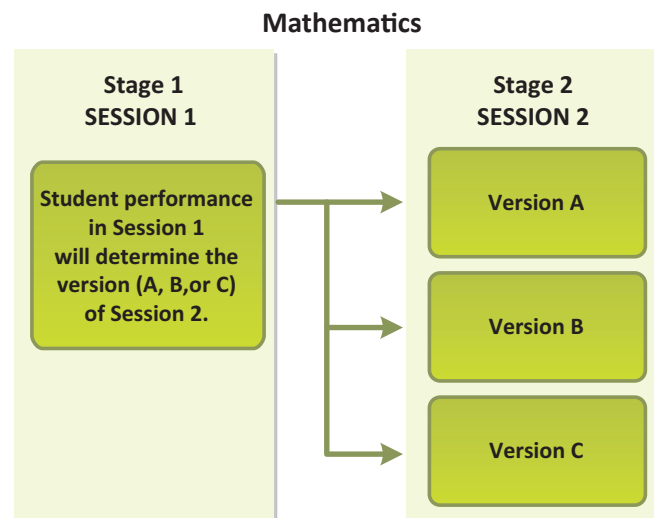 Mathematics
Stage 1
SESSION 1
Student performance
in Session 1
will determine the
version (A, B,or C)
of Session 2.
Stage 2
SESSION 2
Version A
Version B
Version C